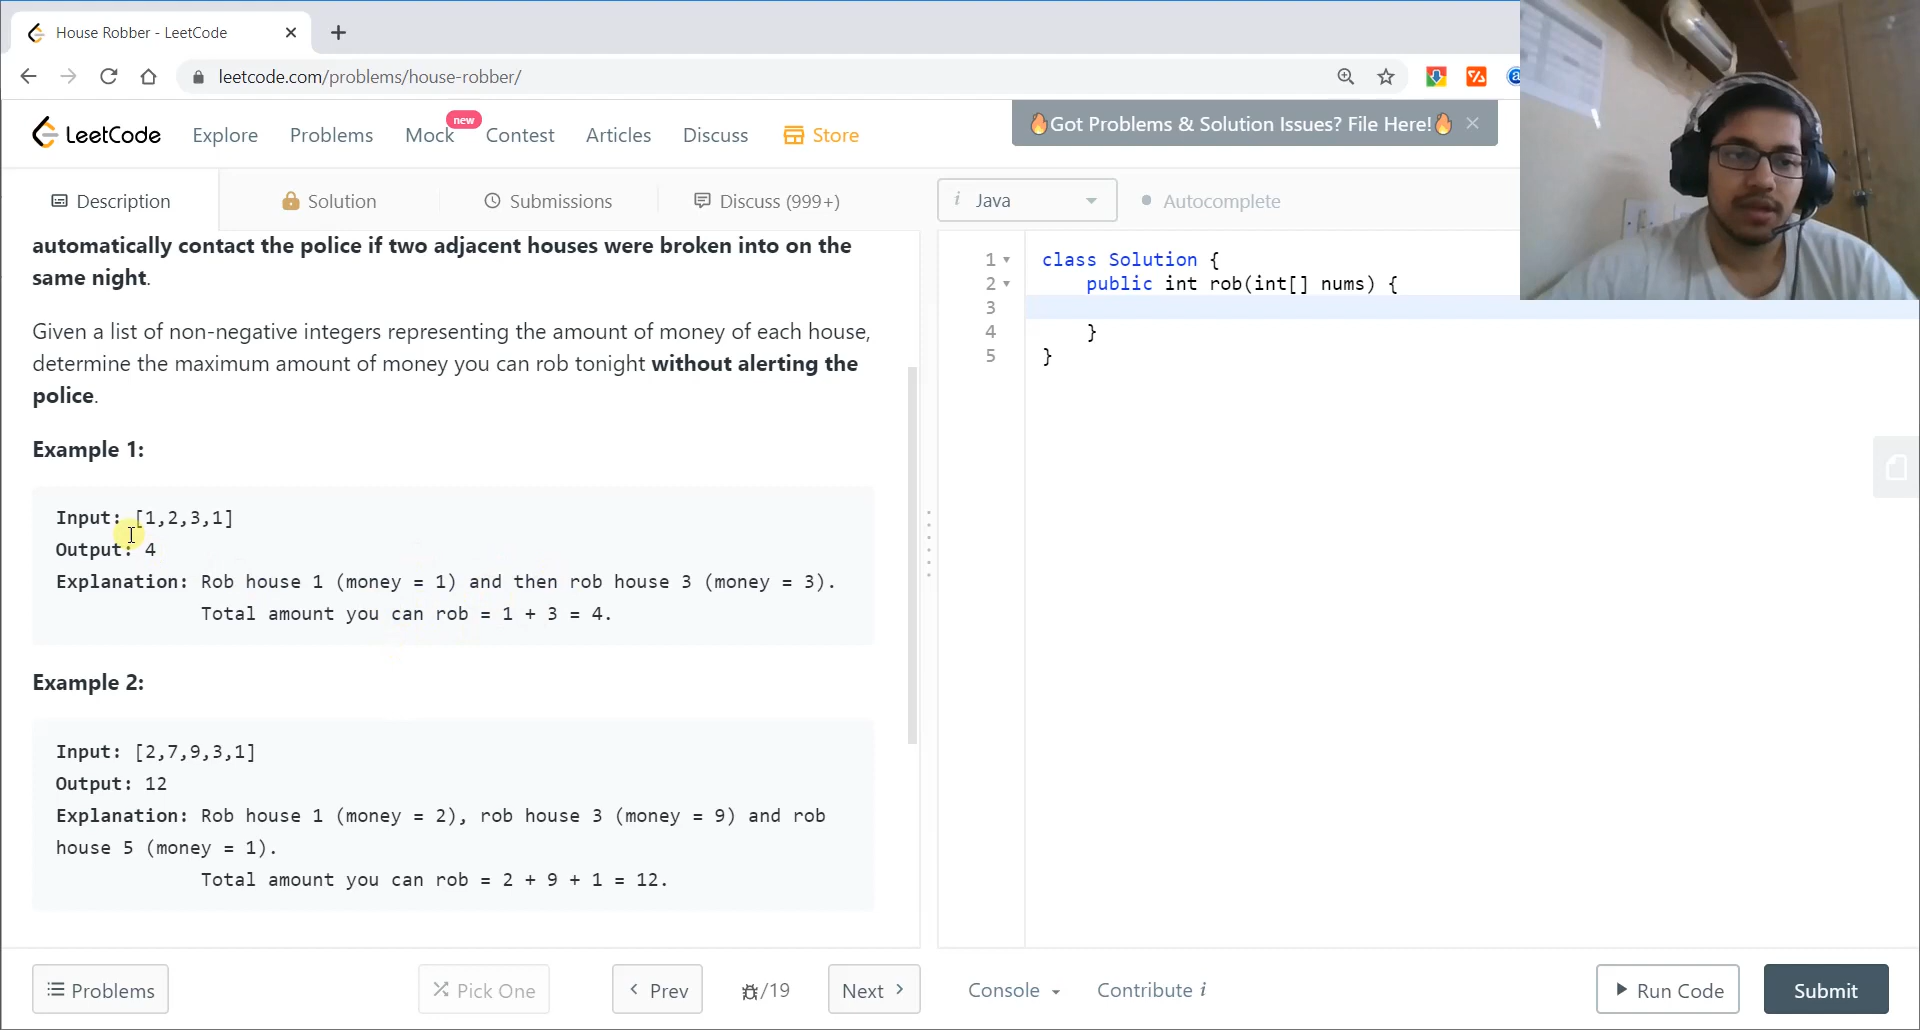 House Robber - LeetCode
leetcode.com/problems/house-robber/
LeetCode
Explore
Problems
Mock
new
Contest
Articles
Discuss
Store
🔥Got Problems & Solution Issues? File Here!🔥
Description
Solution
Submissions
Discuss (999+)
i Java
Autocomplete
automatically contact the police if two adjacent houses were broken into on the
same night.
Given a list of non-negative integers representing the amount of money of each house,
determine the maximum amount of money you can rob tonight without alerting the
police.
Example 1:
Input: [1,2,3,1]
Output: 4
Explanation: Rob house 1 (money = 1) and then rob house 3 (money = 3).
Total amount you can rob = 1 + 3 = 4.
Example 2:
Input: [2,7,9,3,1]
Output: 12
Explanation: Rob house 1 (money = 2), rob house 3 (money = 9) and rob
house 5 (money = 1).
Total amount you can rob = 2 + 9 + 1 = 12.
1 class Solution {
2 public int rob(int[] nums) {
3
4 }
5 }
Problems
Pick One
Prev
/19
Next
Console
Contribute i
Run Code
Submit